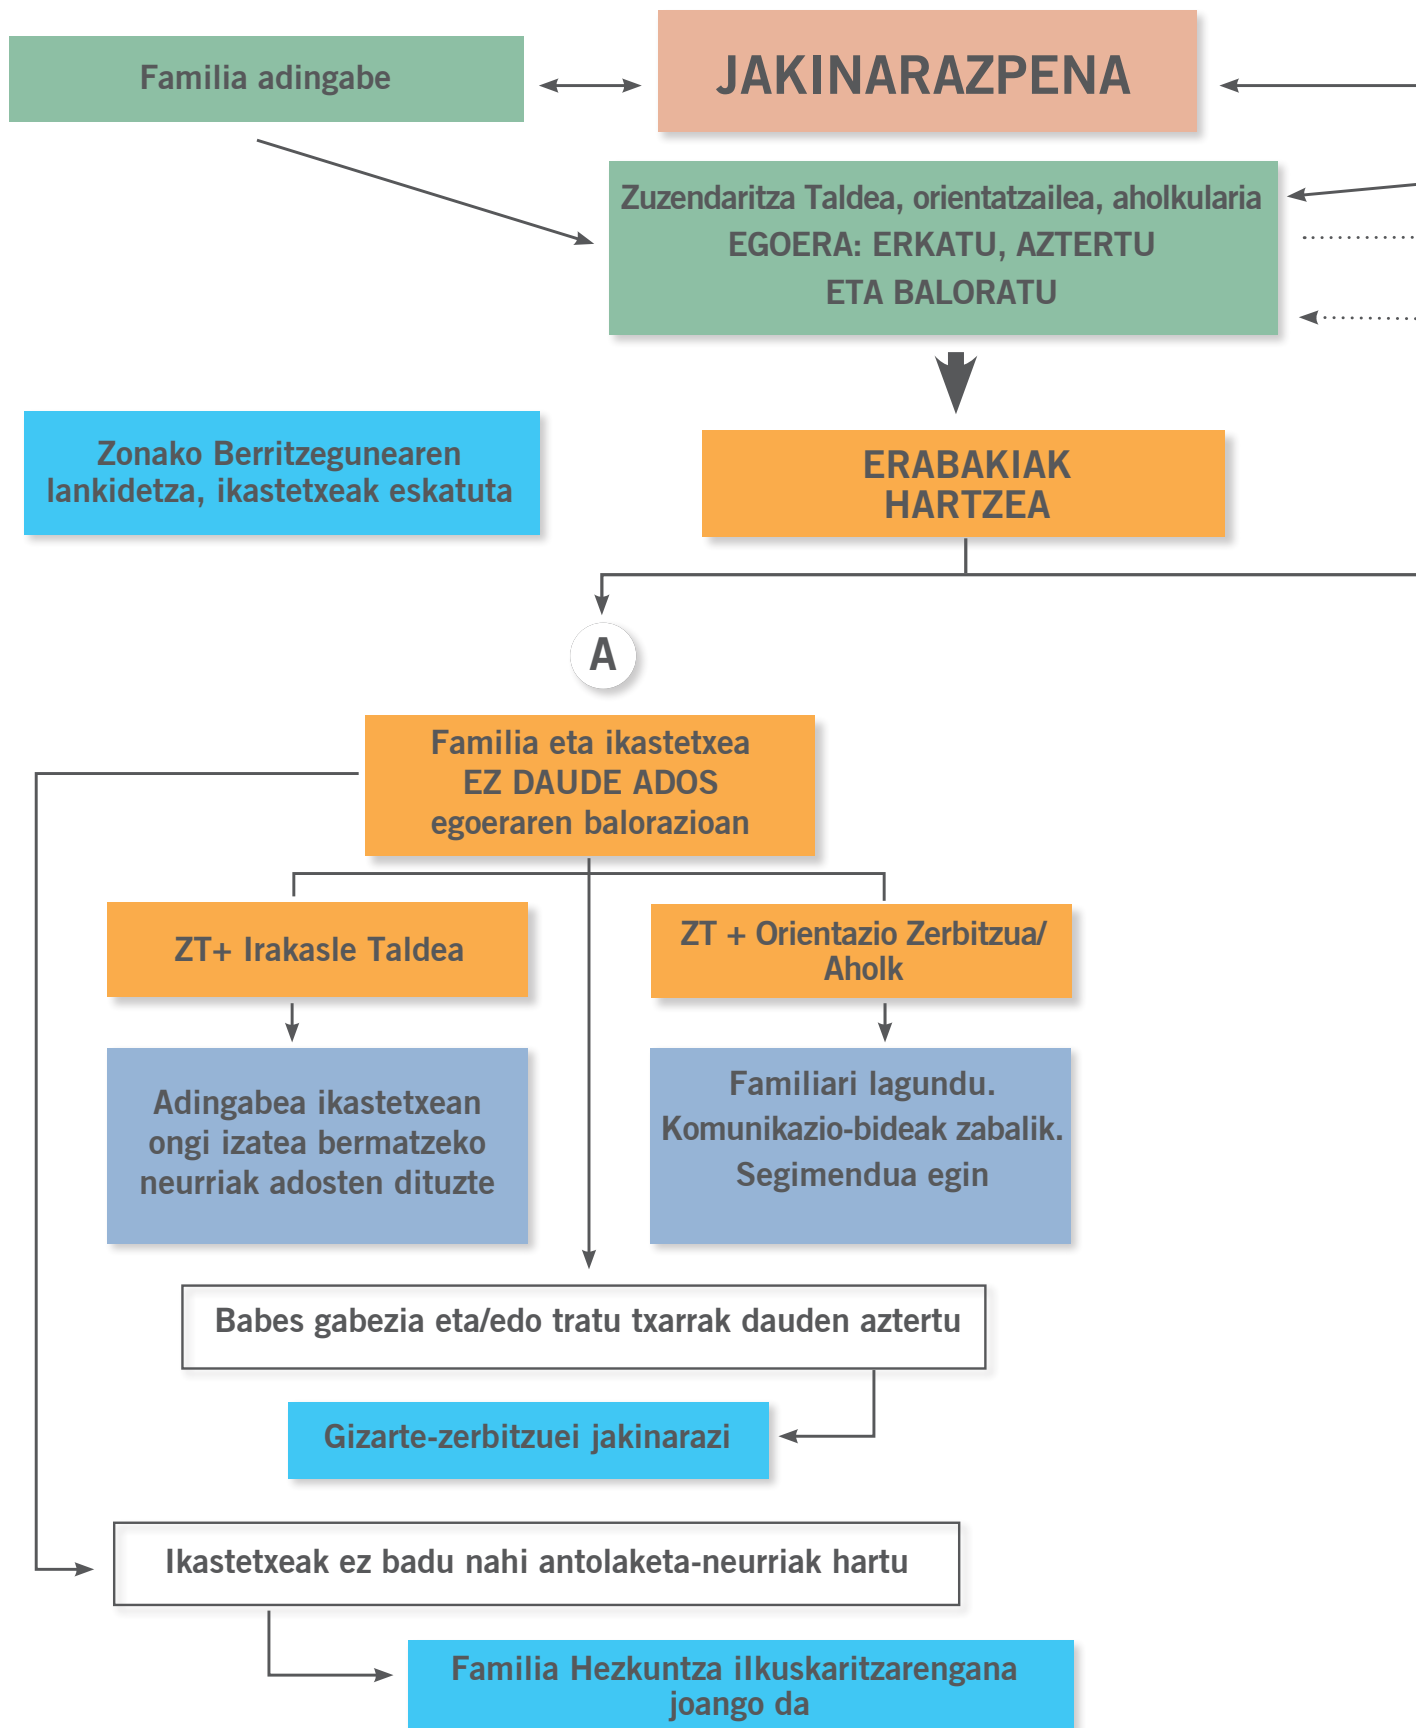 Familia adingabe
JAKINARAZPENA
Zuzendaritza Taldea, orientatzailea, aholkularia
EGOERA: ERKATU, AZTERTU
ETA BALORATU
Zonako Berritzegunearen
lankidetza, ikastetxeak eskatuta
ERABAKIAK
HARTZEA
A
Familia eta ikastetxea
EZ DAUDE ADOS
egoeraren balorazioan
ZT+ Irakasle Taldea
ZT + Orientazio Zerbitzua/
Aholk
Adingabea ikastetxean
ongi izatea bermatzeko
neurriak adosten dituzte
Familiari lagundu.
Komunikazio-bideak zabalik.
Segimendua egin
Babes gabezia eta/edo tratu txarrak dauden aztertu
Gizarte-zerbitzuei jakinarazi
Ikastetxeak ez badu nahi antolaketa-neurriak hartu
Familia Hezkuntza iIkuskaritzarengana
joango da